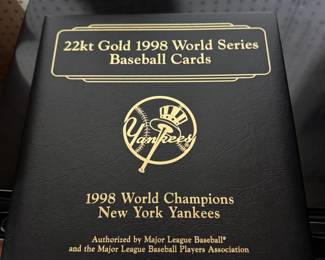 22kt Gold 1998 World Series
Baseball Cards
Yankees
1998 World Champions
New York Yankees
Authorized by Major League Baseball®
and the Major League Baseball Players Association